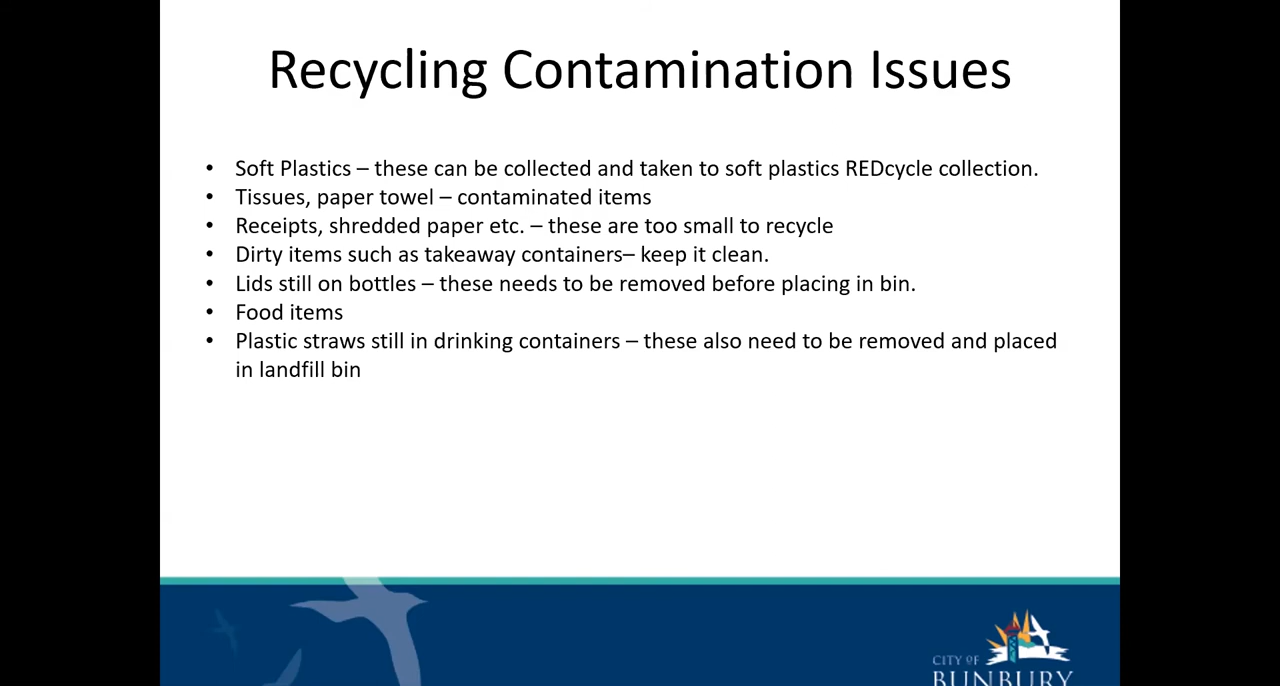 Recycling Contamination Issues
• Soft Plastics – these can be collected and taken to soft plastics REDcycle collection.
• Tissues, paper towel – contaminated items
• Receipts, shredded paper etc. – these are too small to recycle
• Dirty items such as takeaway containers– keep it clean.
• Lids still on bottles – these needs to be removed before placing in bin.
• Food items
• Plastic straws still in drinking containers – these also need to be removed and placed
in landfill bin
CITY OF
BUNBURY